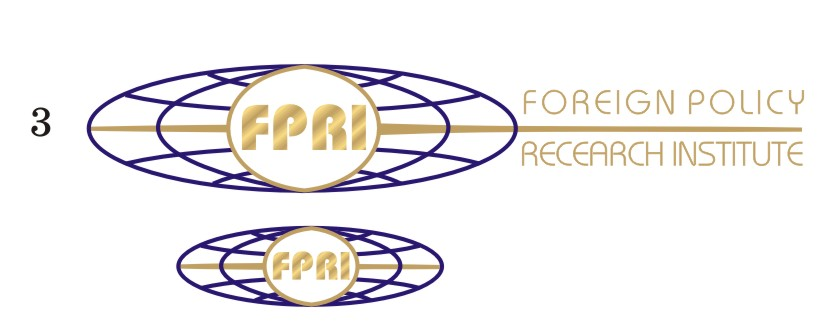 3
FPRI
FOREIGN POLICY
RECEARCH INSTITUTE
FPRI